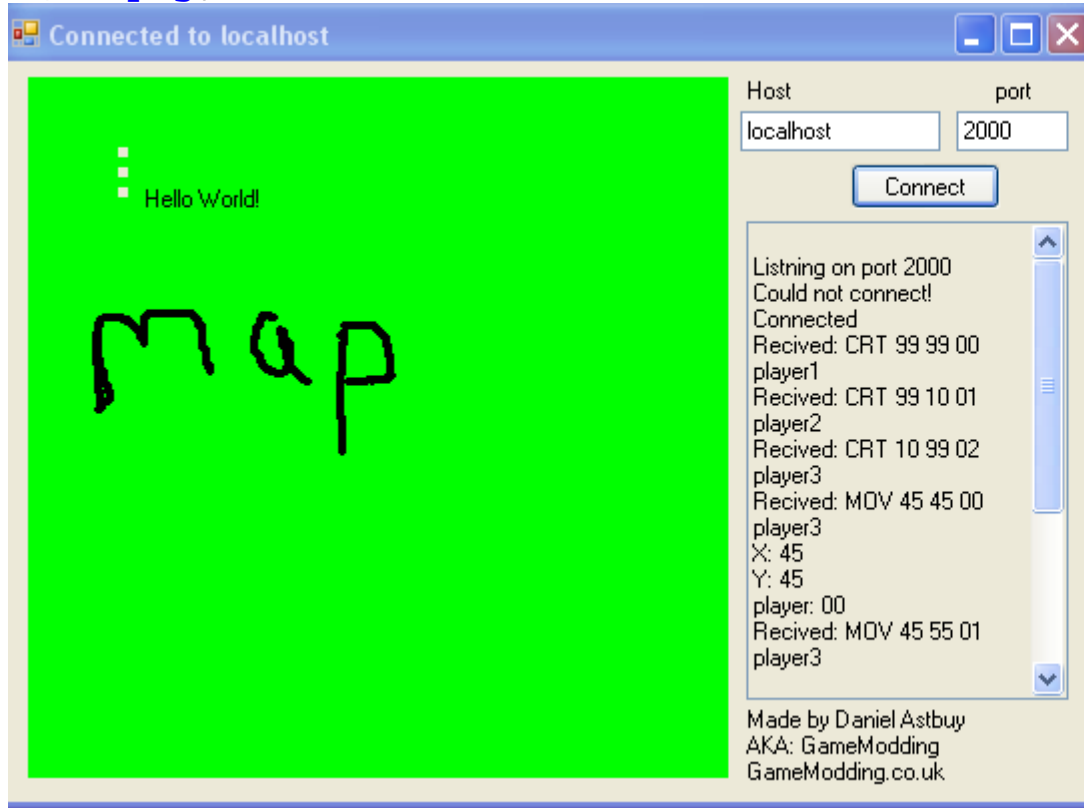 Connected to localhost
Host port
localhost 2000
Connect
Hello World!
map
Listning on port 2000
Could not connect!
Connected
Recived: CRT 99 99 00
player1
Recived: CRT 99 10 01
player2
Recived: CRT 10 99 02
player3
Recived: MOV 45 45 00
player3
X: 45
Y: 45
player: 00
Recived: MOV 45 55 01
player3
Made by Daniel Astbuy
AKA: GameModding
GameModding.co.uk